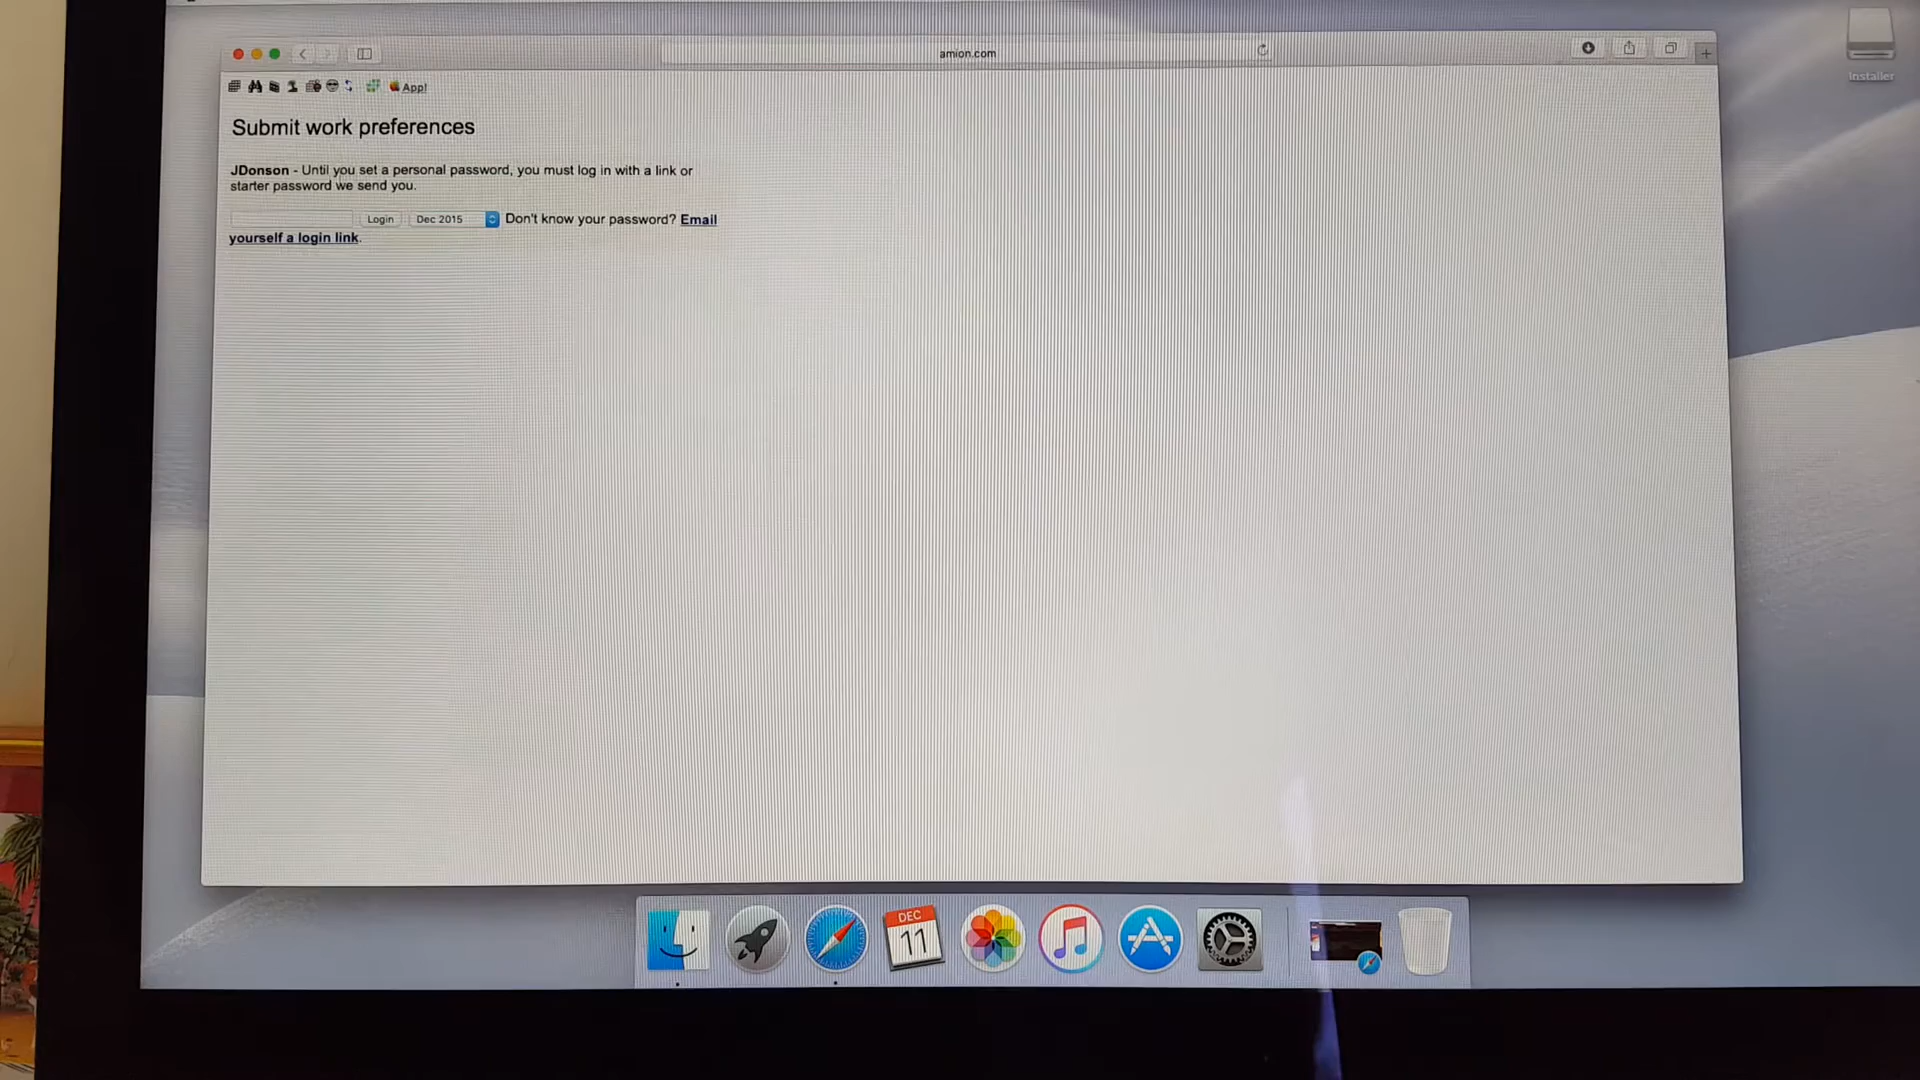 amion.com
Installer
App!
Submit work preferences
JDonson - Until you set a personal password, you must log in with a link or
starter password we send you.
Login Dec 2015 Don't know your password? Email
yourself a login link.
DEC
11